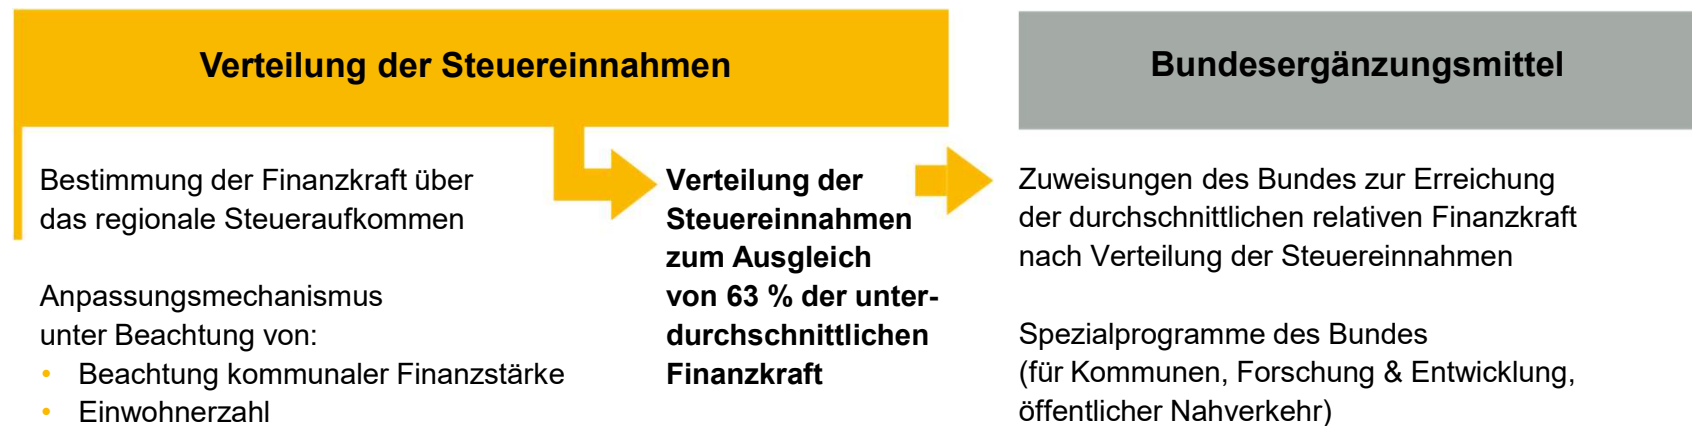 Verteilung der Steuereinnahmen
Bestimmung der Finanzkraft über
das regionale Steueraufkommen
Anpassungsmechanismus
unter Beachtung von:
• Beachtung kommunaler Finanzstärke
• Einwohnerzahl
Verteilung der
Steuereinnahmen
zum Ausgleich
von 63 % der unter-
durchschnittlichen
Finanzkraft
Bundesergänzungsmittel
Zuweisungen des Bundes zur Erreichung
der durchschnittlichen relativen Finanzkraft
nach Verteilung der Steuereinnahmen
Spezialprogramme des Bundes
(für Kommunen, Forschung & Entwicklung,
öffentlicher Nahverkehr)